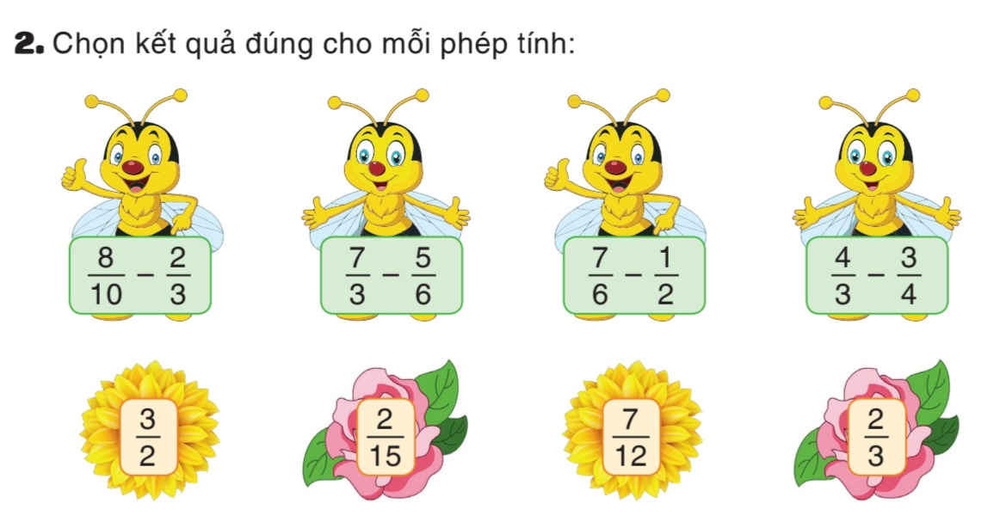 2. Chọn kết quả đúng cho mỗi phép tính:
8/10 − 2/3 7/3 − 5/6 7/6 − 1/2 4/3 − 3/4
3/2 2/15 7/12 2/3